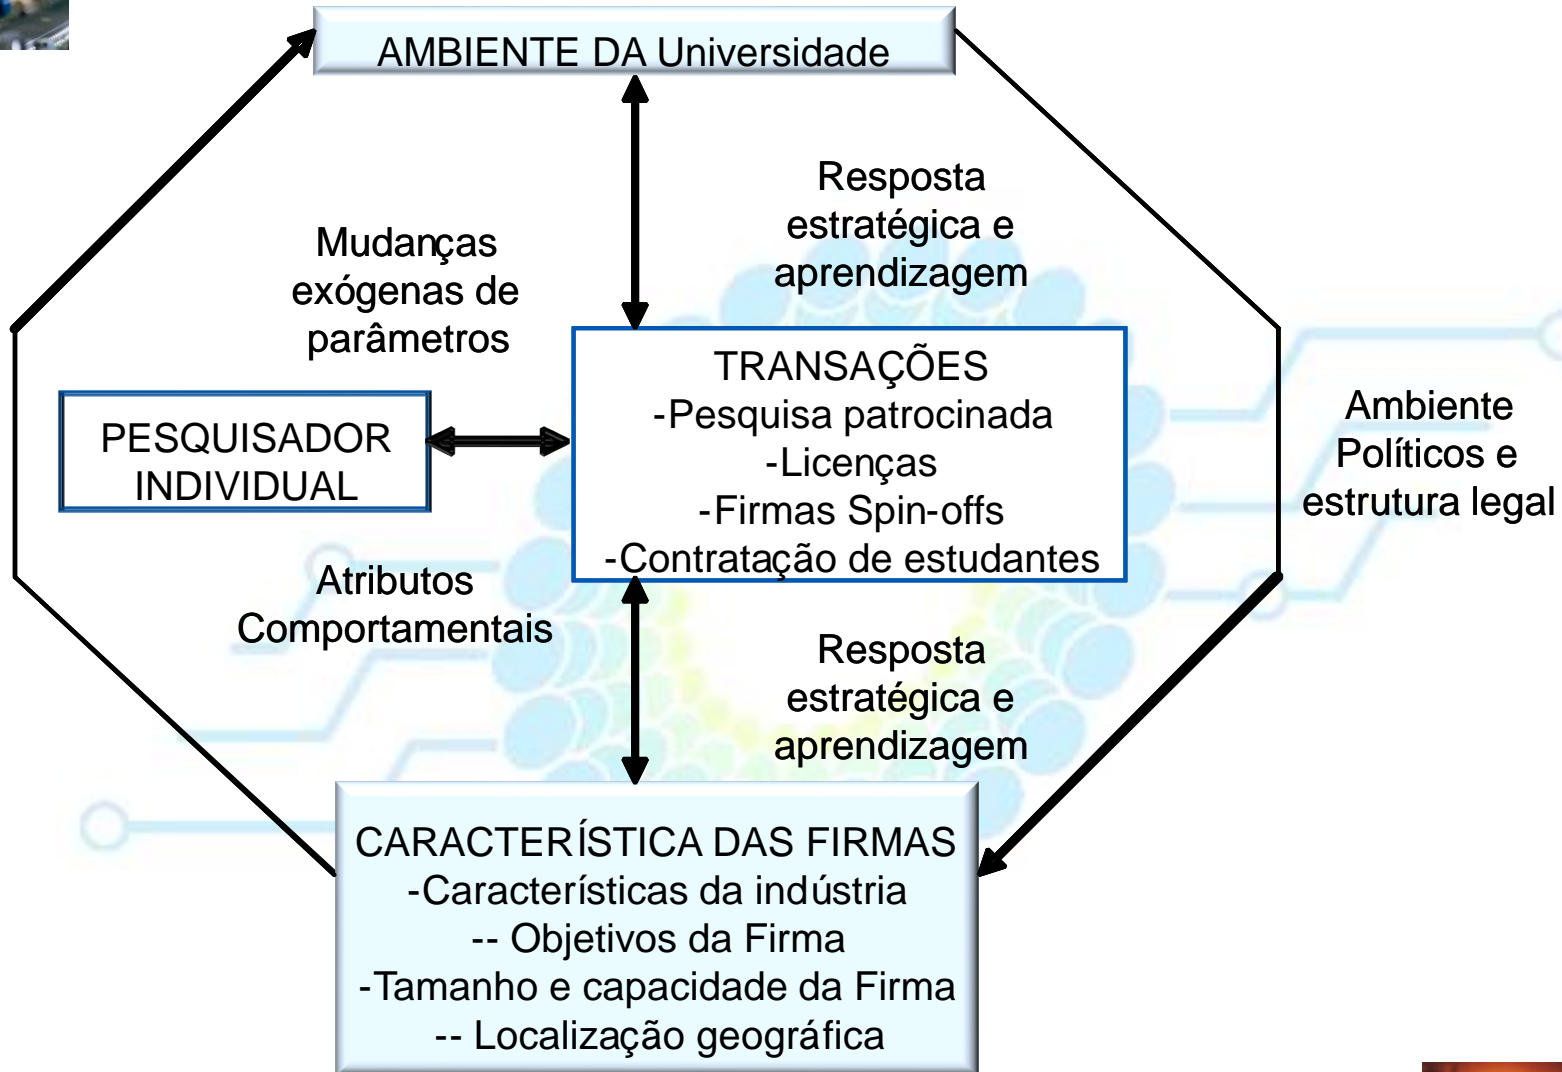 AMBIENTE DA Universidade
Resposta
estratégica e
aprendizagem
Mudanças
exógenas de
parâmetros
TRANSAÇÕES
-Pesquisa patrocinada
-Licenças
-Firmas Spin-offs
-Contratação de estudantes
PESQUISADOR
INDIVIDUAL
Ambiente
Políticos e
estrutura legal
Atributos
Comportamentais
Resposta
estratégica e
aprendizagem
CARACTERÍSTICA DAS FIRMAS
-Características da indústria
-- Objetivos da Firma
-Tamanho e capacidade da Firma
-- Localização geográfica